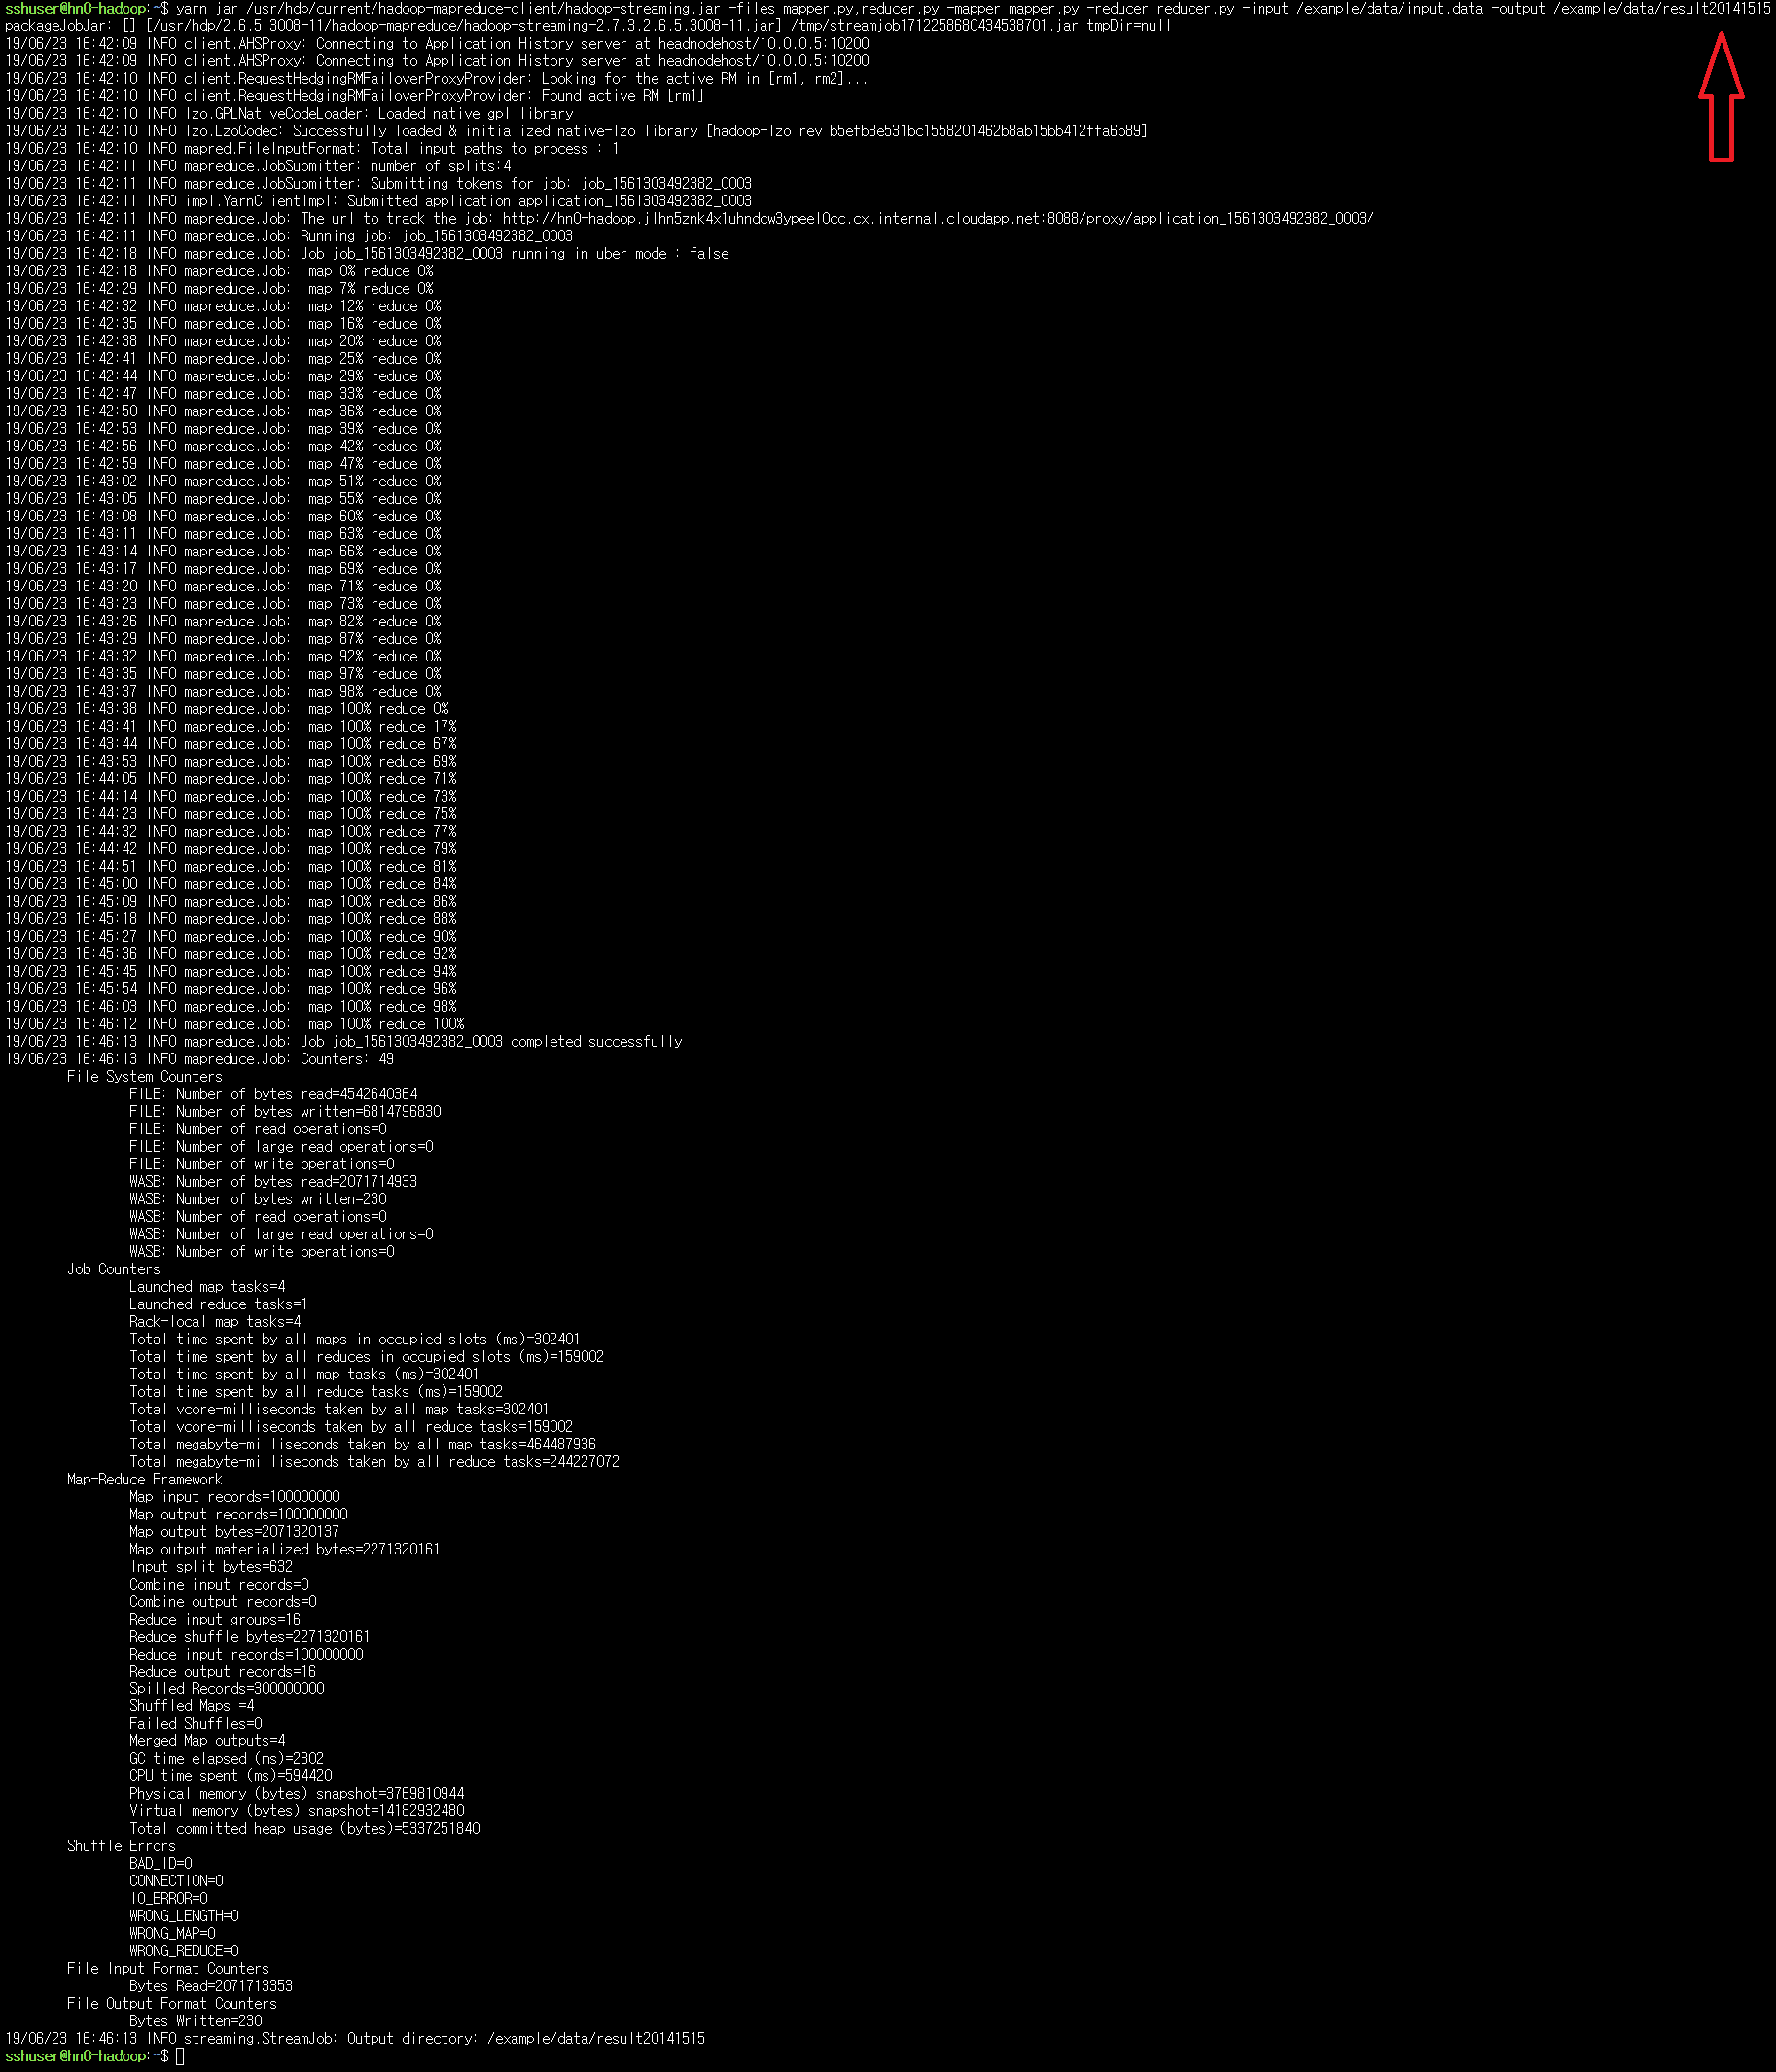 sshuser@hn0-hadoop:~$ yarn jar /usr/hdp/current/hadoop-mapreduce-client/hadoop-streaming.jar -files mapper.py,reducer.py -mapper mapper.py -reducer reducer.py -input /example/data/input.data -output /example/data/result20141515
packageJobJar: [] [/usr/hdp/2.6.5.3008-11/hadoop-mapreduce/hadoop-streaming-2.7.3.2.6.5.3008-11.jar] /tmp/streamjob1712258680434538701.jar tmpDir=null
19/06/23 16:42:09 INFO client.AHSProxy: Connecting to Application History server at headnodehost/10.0.0.5:10200
19/06/23 16:42:09 INFO client.AHSProxy: Connecting to Application History server at headnodehost/10.0.0.5:10200
19/06/23 16:42:10 INFO client.RequestHedgingRMFailoverProxyProvider: Looking for the active RM in [rm1, rm2]...
19/06/23 16:42:10 INFO client.RequestHedgingRMFailoverProxyProvider: Found active RM [rm1]
19/06/23 16:42:10 INFO lzo.GPLNativeCodeLoader: Loaded native gpl library
19/06/23 16:42:10 INFO lzo.LzoCodec: Successfully loaded & initialized native-lzo library [hadoop-lzo rev b5efb3e531bc1558201462b8ab15bb412ffa6b89]
19/06/23 16:42:10 INFO mapred.FileInputFormat: Total input paths to process : 1
19/06/23 16:42:11 INFO mapreduce.JobSubmitter: number of splits:4
19/06/23 16:42:11 INFO mapreduce.JobSubmitter: Submitting tokens for job: job_1561303492382_0003
19/06/23 16:42:11 INFO impl.YarnClientImpl: Submitted application application_1561303492382_0003
19/06/23 16:42:11 INFO mapreduce.Job: The url to track the job: http://hn0-hadoop.jlhn5znk4x1uhndcw3ypeel0cc.cx.internal.cloudapp.net:8088/proxy/application_1561303492382_0003/
19/06/23 16:42:11 INFO mapreduce.Job: Running job: job_1561303492382_0003
19/06/23 16:42:18 INFO mapreduce.Job: Job job_1561303492382_0003 running in uber mode : false
19/06/23 16:42:18 INFO mapreduce.Job:  map 0% reduce 0%
19/06/23 16:42:29 INFO mapreduce.Job:  map 7% reduce 0%
19/06/23 16:42:32 INFO mapreduce.Job:  map 12% reduce 0%
19/06/23 16:42:35 INFO mapreduce.Job:  map 16% reduce 0%
19/06/23 16:42:38 INFO mapreduce.Job:  map 20% reduce 0%
19/06/23 16:42:41 INFO mapreduce.Job:  map 25% reduce 0%
19/06/23 16:42:44 INFO mapreduce.Job:  map 29% reduce 0%
19/06/23 16:42:47 INFO mapreduce.Job:  map 33% reduce 0%
19/06/23 16:42:50 INFO mapreduce.Job:  map 36% reduce 0%
19/06/23 16:42:53 INFO mapreduce.Job:  map 39% reduce 0%
19/06/23 16:42:56 INFO mapreduce.Job:  map 42% reduce 0%
19/06/23 16:42:59 INFO mapreduce.Job:  map 47% reduce 0%
19/06/23 16:43:02 INFO mapreduce.Job:  map 51% reduce 0%
19/06/23 16:43:05 INFO mapreduce.Job:  map 55% reduce 0%
19/06/23 16:43:08 INFO mapreduce.Job:  map 60% reduce 0%
19/06/23 16:43:11 INFO mapreduce.Job:  map 63% reduce 0%
19/06/23 16:43:14 INFO mapreduce.Job:  map 66% reduce 0%
19/06/23 16:43:17 INFO mapreduce.Job:  map 69% reduce 0%
19/06/23 16:43:20 INFO mapreduce.Job:  map 71% reduce 0%
19/06/23 16:43:23 INFO mapreduce.Job:  map 73% reduce 0%
19/06/23 16:43:26 INFO mapreduce.Job:  map 82% reduce 0%
19/06/23 16:43:29 INFO mapreduce.Job:  map 87% reduce 0%
19/06/23 16:43:32 INFO mapreduce.Job:  map 92% reduce 0%
19/06/23 16:43:35 INFO mapreduce.Job:  map 97% reduce 0%
19/06/23 16:43:37 INFO mapreduce.Job:  map 98% reduce 0%
19/06/23 16:43:38 INFO mapreduce.Job:  map 100% reduce 0%
19/06/23 16:43:41 INFO mapreduce.Job:  map 100% reduce 17%
19/06/23 16:43:44 INFO mapreduce.Job:  map 100% reduce 67%
19/06/23 16:43:53 INFO mapreduce.Job:  map 100% reduce 69%
19/06/23 16:44:05 INFO mapreduce.Job:  map 100% reduce 71%
19/06/23 16:44:14 INFO mapreduce.Job:  map 100% reduce 73%
19/06/23 16:44:23 INFO mapreduce.Job:  map 100% reduce 75%
19/06/23 16:44:32 INFO mapreduce.Job:  map 100% reduce 77%
19/06/23 16:44:42 INFO mapreduce.Job:  map 100% reduce 79%
19/06/23 16:44:51 INFO mapreduce.Job:  map 100% reduce 81%
19/06/23 16:45:00 INFO mapreduce.Job:  map 100% reduce 84%
19/06/23 16:45:09 INFO mapreduce.Job:  map 100% reduce 86%
19/06/23 16:45:18 INFO mapreduce.Job:  map 100% reduce 88%
19/06/23 16:45:27 INFO mapreduce.Job:  map 100% reduce 90%
19/06/23 16:45:36 INFO mapreduce.Job:  map 100% reduce 92%
19/06/23 16:45:45 INFO mapreduce.Job:  map 100% reduce 94%
19/06/23 16:45:54 INFO mapreduce.Job:  map 100% reduce 96%
19/06/23 16:46:03 INFO mapreduce.Job:  map 100% reduce 98%
19/06/23 16:46:12 INFO mapreduce.Job:  map 100% reduce 100%
19/06/23 16:46:13 INFO mapreduce.Job: Job job_1561303492382_0003 completed successfully
19/06/23 16:46:13 INFO mapreduce.Job: Counters: 49
File System Counters
FILE: Number of bytes read=4542640364
FILE: Number of bytes written=6814796830
FILE: Number of read operations=0
FILE: Number of large read operations=0
FILE: Number of write operations=0
WASB: Number of bytes read=2071714933
WASB: Number of bytes written=230
WASB: Number of read operations=0
WASB: Number of large read operations=0
WASB: Number of write operations=0
Job Counters
Launched map tasks=4
Launched reduce tasks=1
Rack-local map tasks=4
Total time spent by all maps in occupied slots (ms)=302401
Total time spent by all reduces in occupied slots (ms)=159002
Total time spent by all map tasks (ms)=302401
Total time spent by all reduce tasks (ms)=159002
Total vcore-milliseconds taken by all map tasks=302401
Total vcore-milliseconds taken by all reduce tasks=159002
Total megabyte-milliseconds taken by all map tasks=464487936
Total megabyte-milliseconds taken by all reduce tasks=244227072
Map-Reduce Framework
Map input records=100000000
Map output records=100000000
Map output bytes=2071320137
Map output materialized bytes=2271320161
Input split bytes=632
Combine input records=0
Combine output records=0
Reduce input groups=16
Reduce shuffle bytes=2271320161
Reduce input records=100000000
Reduce output records=16
Spilled Records=300000000
Shuffled Maps =4
Failed Shuffles=0
Merged Map outputs=4
GC time elapsed (ms)=2302
CPU time spent (ms)=594420
Physical memory (bytes) snapshot=3769810944
Virtual memory (bytes) snapshot=14182932480
Total committed heap usage (bytes)=5337251840
Shuffle Errors
BAD_ID=0
CONNECTION=0
IO_ERROR=0
WRONG_LENGTH=0
WRONG_MAP=0
WRONG_REDUCE=0
File Input Format Counters
Bytes Read=2071713353
File Output Format Counters
Bytes Written=230
19/06/23 16:46:13 INFO streaming.StreamJob: Output directory: /example/data/result20141515
sshuser@hn0-hadoop:~$